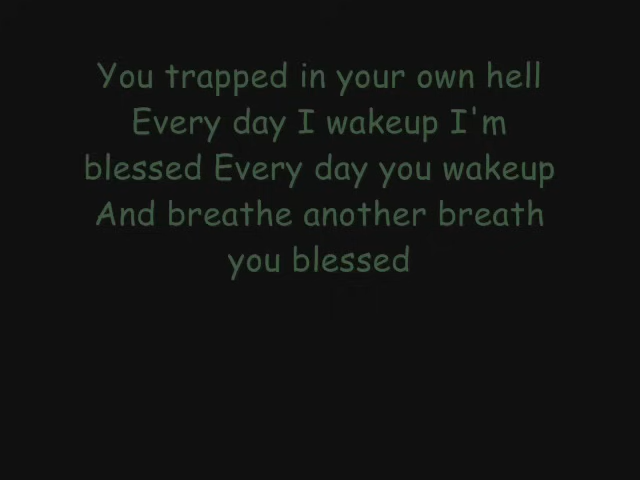 You trapped in your own hell
Every day I wakeup I'm
blessed Every day you wakeup
And breathe another breath
you blessed